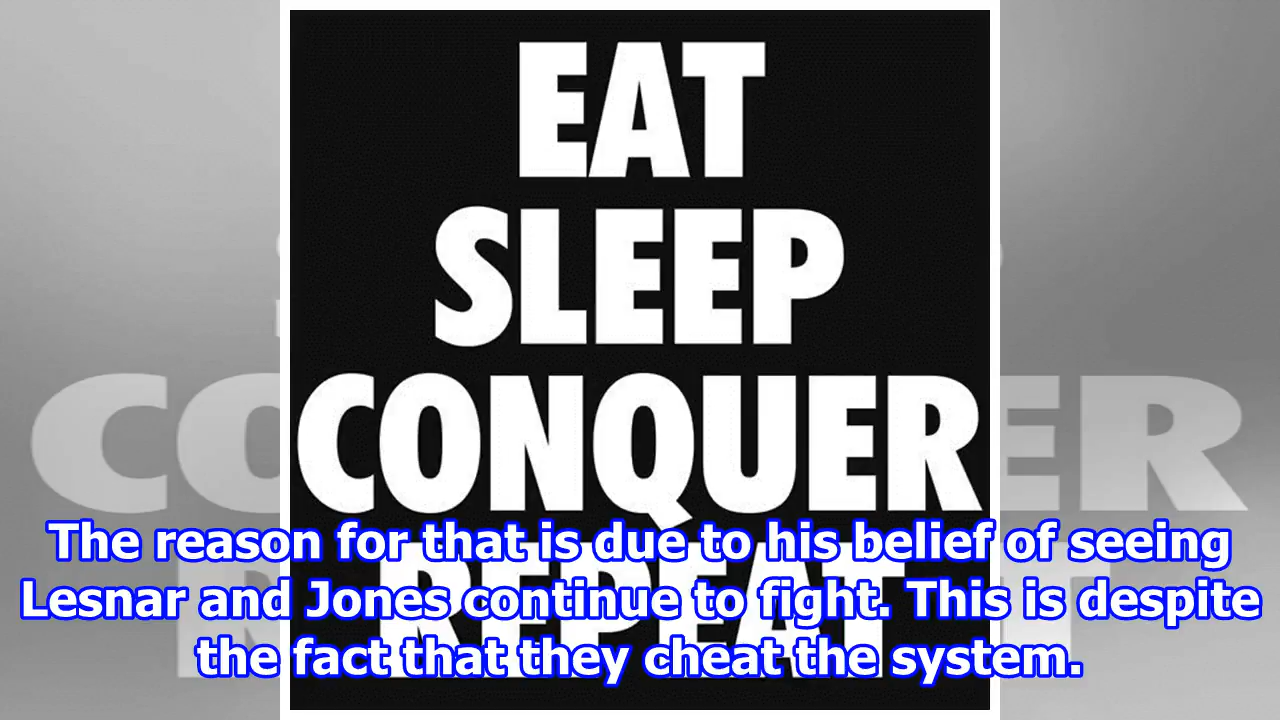 EAT
SLEEP
CONQUER
REPEAT
The reason for that is due to his belief of seeing
Lesnar and Jones continue to fight. This is despite
the fact that they cheat the system.